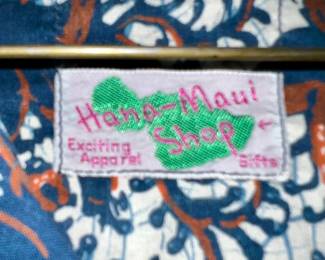 Hana-Maui
Shop
Exciting
Apparel
Gifts